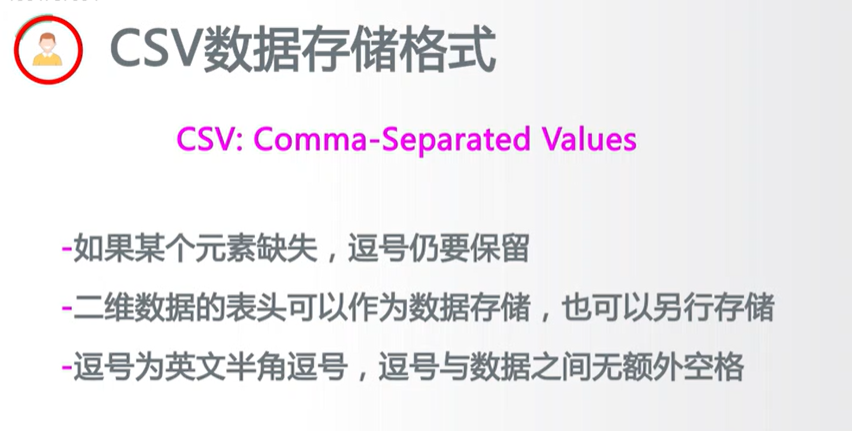 CSV数据存储格式
CSV: Comma-Separated Values
-如果某个元素缺失，逗号仍要保留
-二维数据的表头可以作为数据存储，也可以另行存储
-逗号为英文半角逗号，逗号与数据之间无额外空格